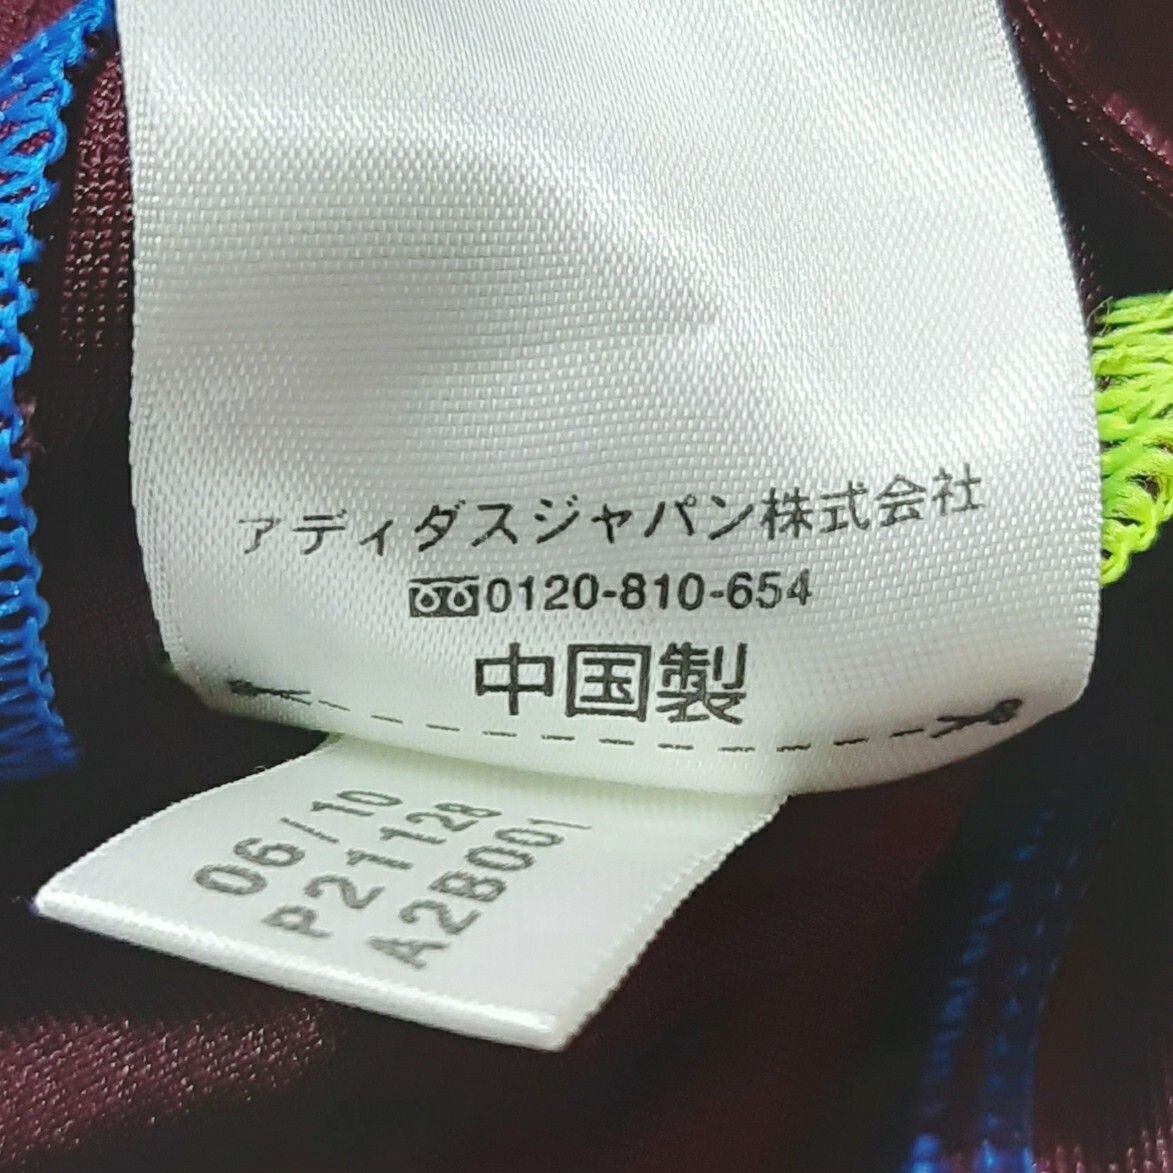 アディダスジャパン株式会社
0120-810-654
中国製
06/10
P21128
A2B001